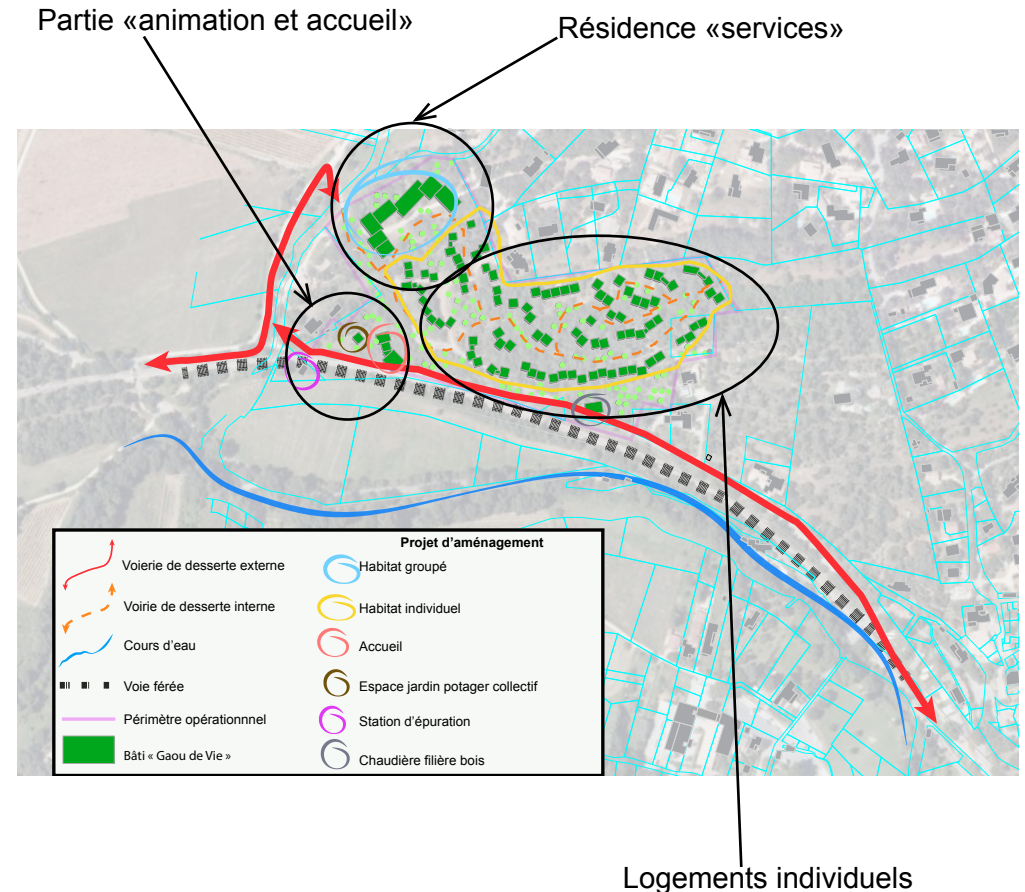 Partie «animation et accueil»
Résidence «services»
Projet d’aménagement
Voierie de desserte externe
Voirie de desserte interne
Cours d’eau
Voie férée
Périmètre opérationnnel
Bâti « Gaou de Vie »
Habitat groupé
Habitat individuel
Accueil
Espace jardin potager collectif
Station d’épuration
Chaudière filière bois
Logements individuels